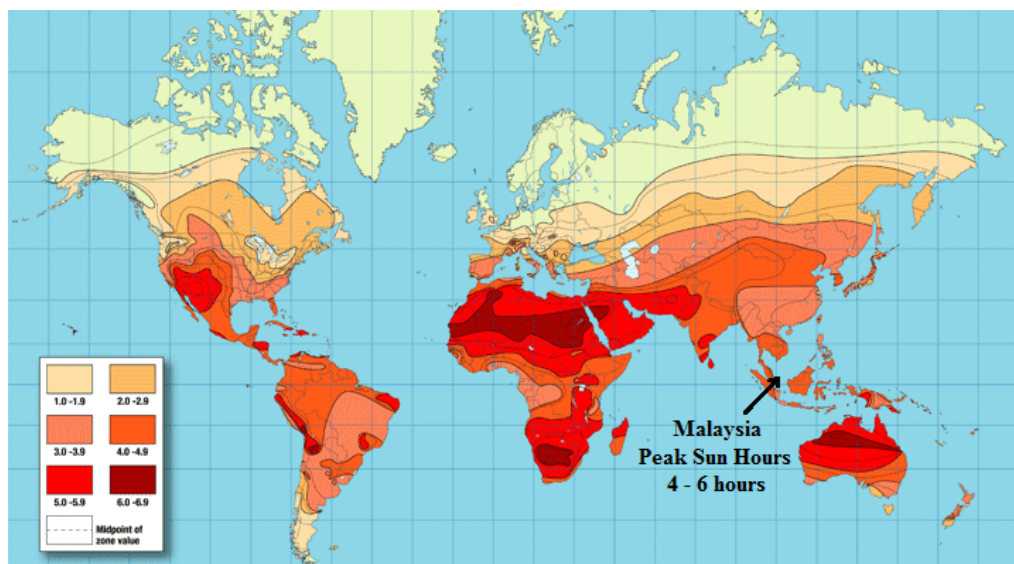 Malaysia
Peak Sun Hours
4 - 6 hours
1.0 -1.9
2.0 -2.9
3.0 -3.9
4.0 -4.9
5.0 -5.9
6.0 -6.9
Midpoint of
zone value